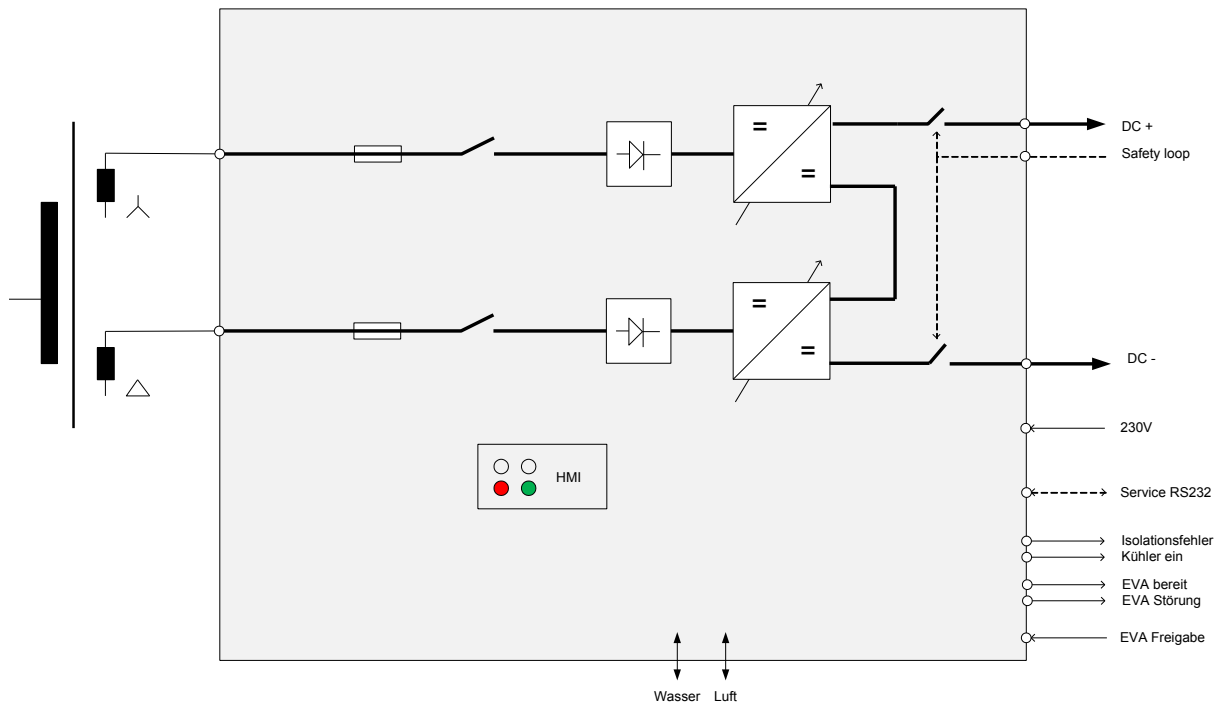 DC +
Safety loop
DC -
230V
HMI
Service RS232
Isolationsfehler
Kühler ein
EVA bereit
EVA Störung
EVA Freigabe
Wasser Luft